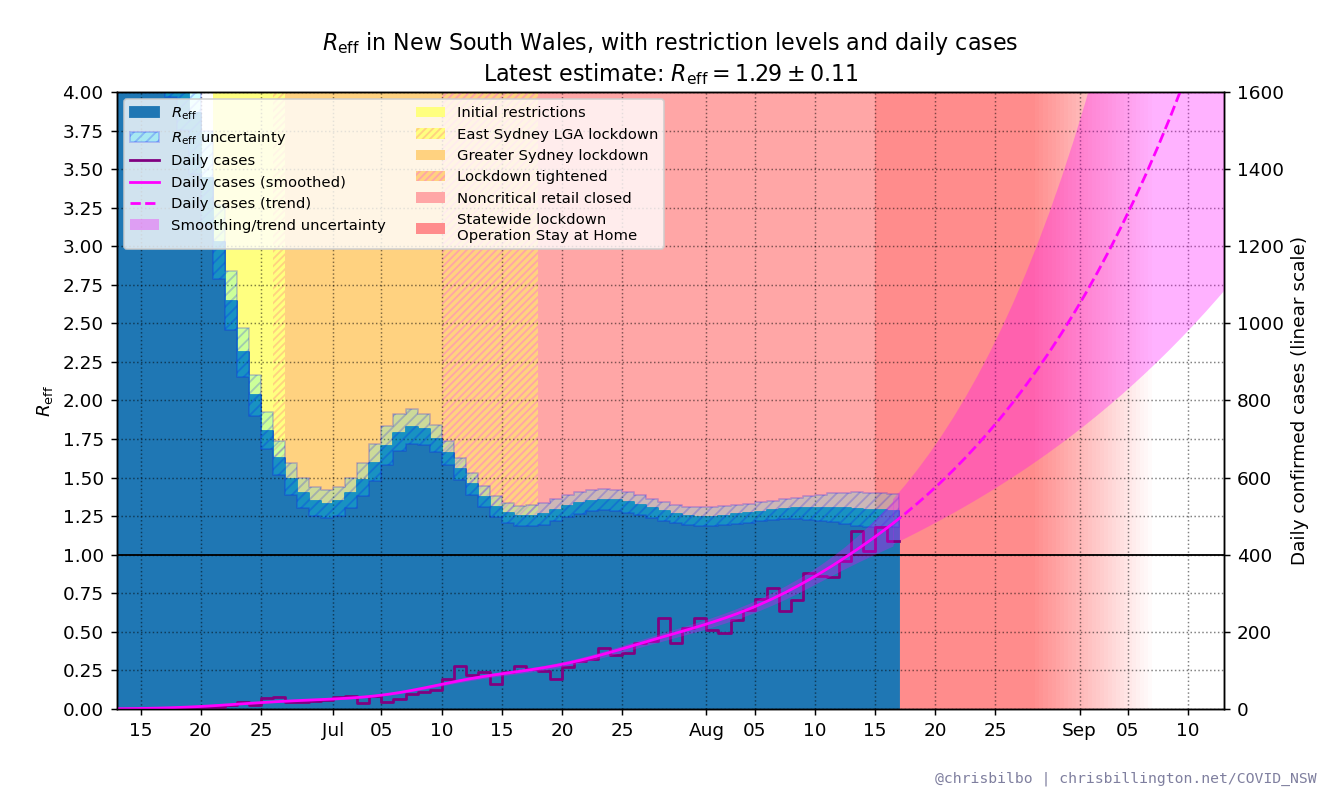 Reff in New South Wales, with restriction levels and daily cases
Latest estimate: Reff = 1.29 ± 0.11
Reff
Reff uncertainty
Daily cases
Daily cases (smoothed)
Daily cases (trend)
Smoothing/trend uncertainty
Initial restrictions
East Sydney LGA lockdown
Greater Sydney lockdown
Lockdown tightened
Noncritical retail closed
Statewide lockdown
Operation Stay at Home
4.00
3.75
3.50
3.25
3.00
2.75
2.50
2.25
2.00
1.75
1.50
1.25
1.00
0.75
0.50
0.25
0.00
Reff
1600
1400
1200
1000
800
600
400
200
0
Daily confirmed cases (linear scale)
15 20 25 Jul 05 10 15 20 25 Aug 05 10 15 20 25 Sep 05 10
@chrisbilbo | chrisbillington.net/COVID_NSW